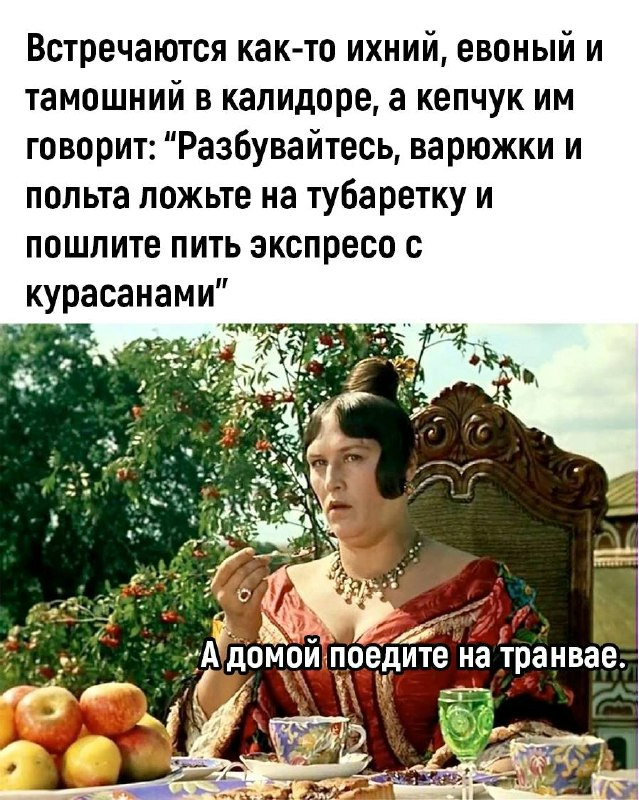 Встречаются как-то ихний, евоный и
тамошний в калидоре, а кепчук им
говорит: “Разбувайтесь, варюжки и
польта ложьте на тубаретку и
пошлите пить экспресо с
курасанами”
А домой поедите на транвае.